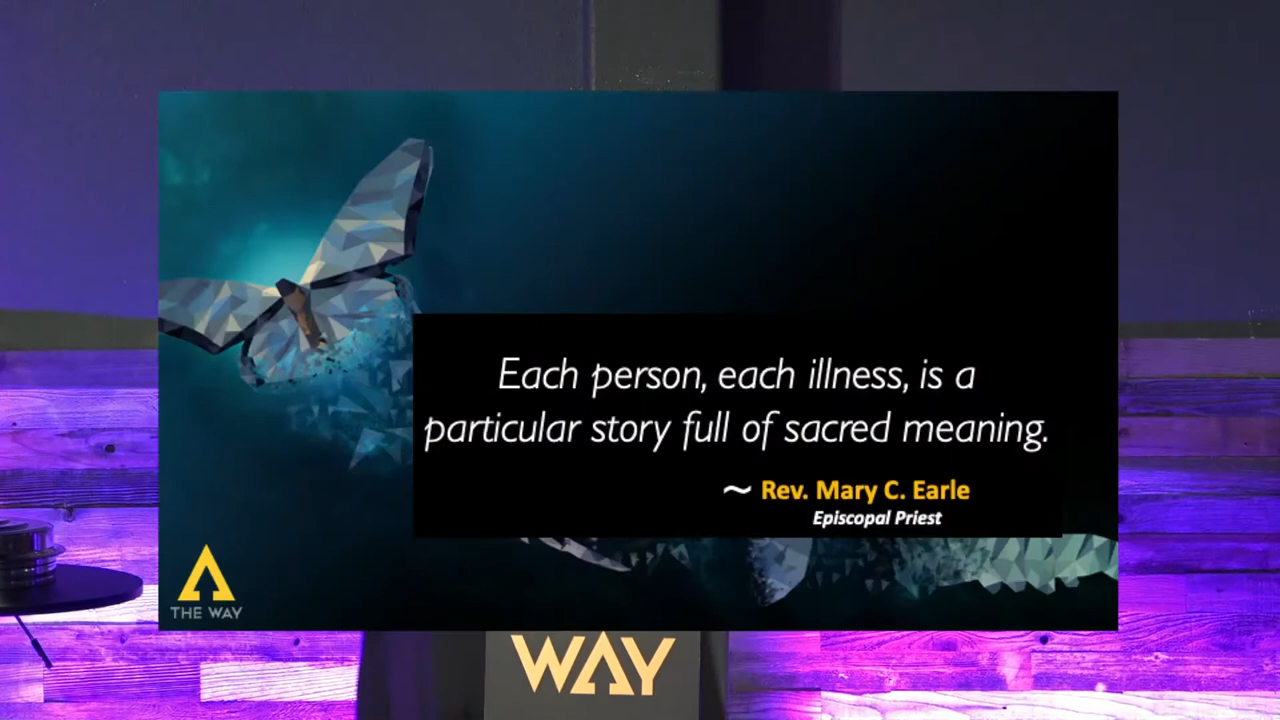 Each person, each illness, is a
particular story full of sacred meaning.
~ Rev. Mary C. Earle
Episcopal Priest
THE WAY
WAY